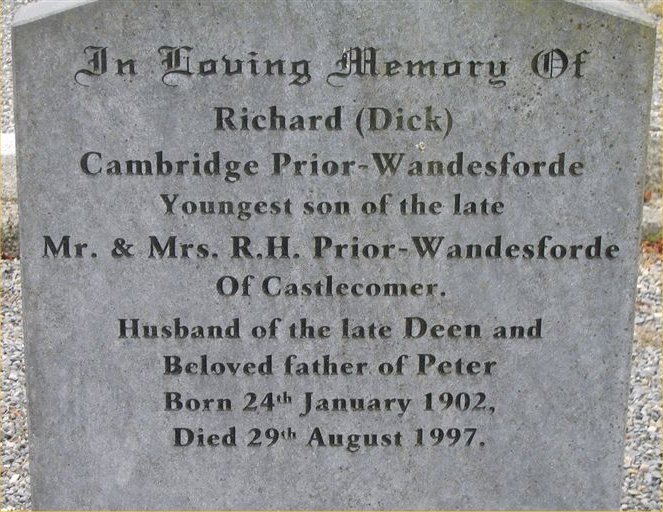 In Loving Memory Of
Richard (Dick)
Cambridge Prior-Wandesforde
Youngest son of the late
Mr. & Mrs. R.H. Prior-Wandesforde
Of Castlecomer.
Husband of the late Deen and
Beloved father of Peter
Born 24th January 1902,
Died 29th August 1997.